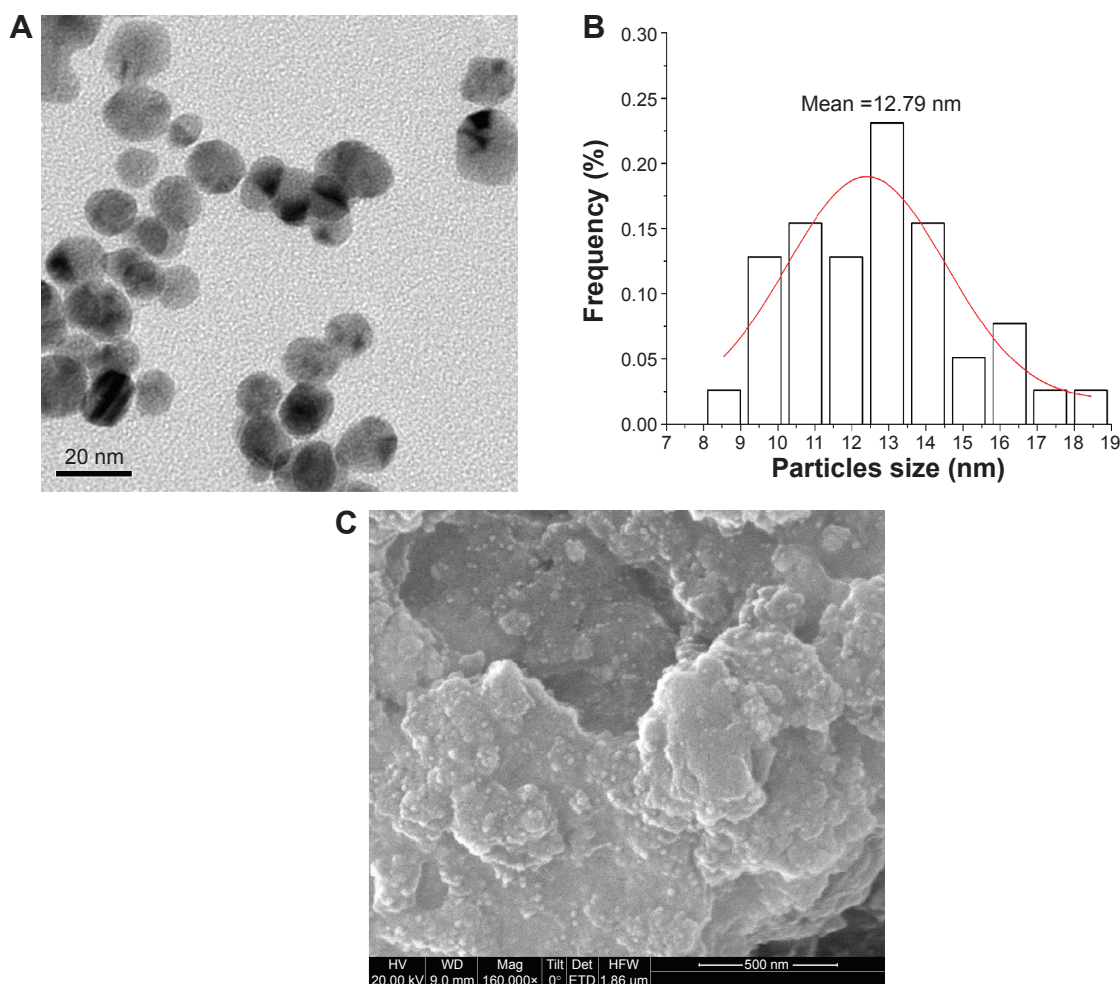 A
20 nm
B
Mean =12.79 nm
Frequency (%)
0.30
0.25
0.20
0.15
0.10
0.05
0.00
7 8 9 10 11 12 13 14 15 16 17 18 19
Particles size (nm)
C
HV WD Mag Tilt Det HFW
20.00 kV 9.0 mm 160 000× 0° ETD 1.86 µm
500 nm